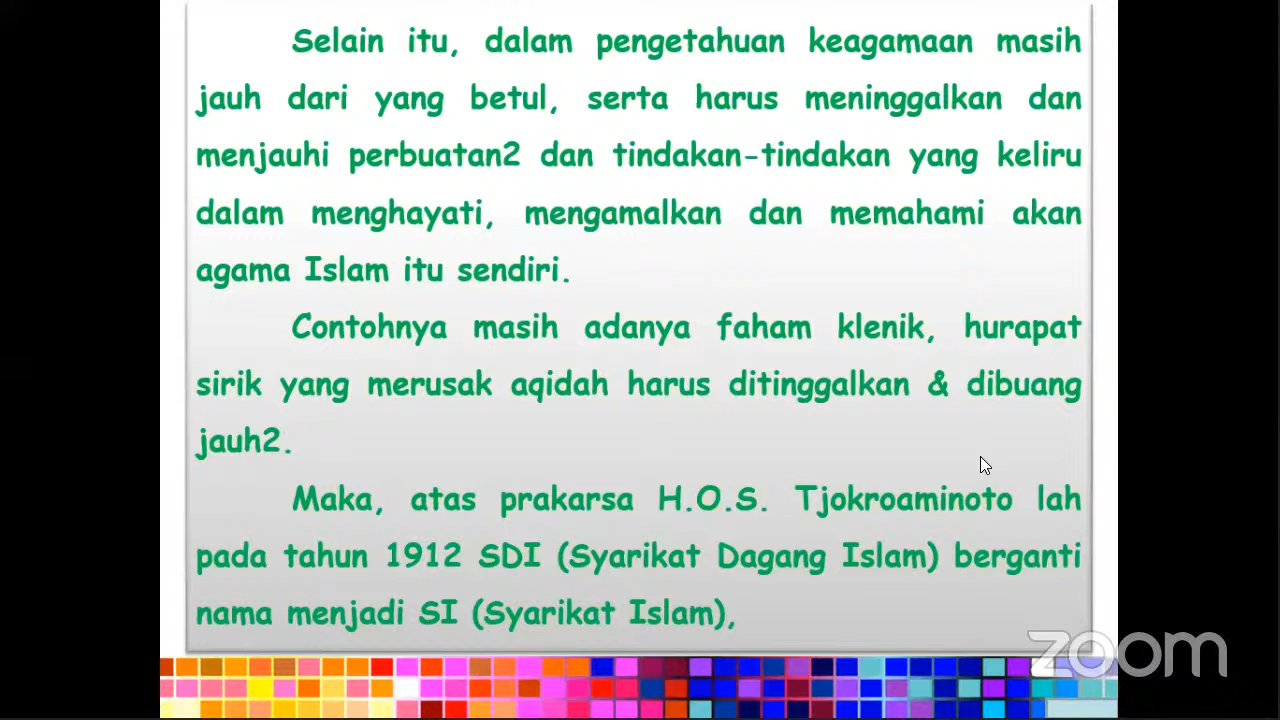 Selain itu, dalam pengetahuan keagamaan masih
jauh dari yang betul, serta harus meninggalkan dan
menjauhi perbuatan2 dan tindakan-tindakan yang keliru
dalam menghayati, mengamalkan dan memahami akan
agama Islam itu sendiri.
Contohnya masih adanya faham klenik, hurapat
sirik yang merusak aqidah harus ditinggalkan & dibuang
jauh2.
Maka, atas prakarsa H.O.S. Tjokroaminoto lah
pada tahun 1912 SDI (Syarikat Dagang Islam) berganti
nama menjadi SI (Syarikat Islam),
zoom